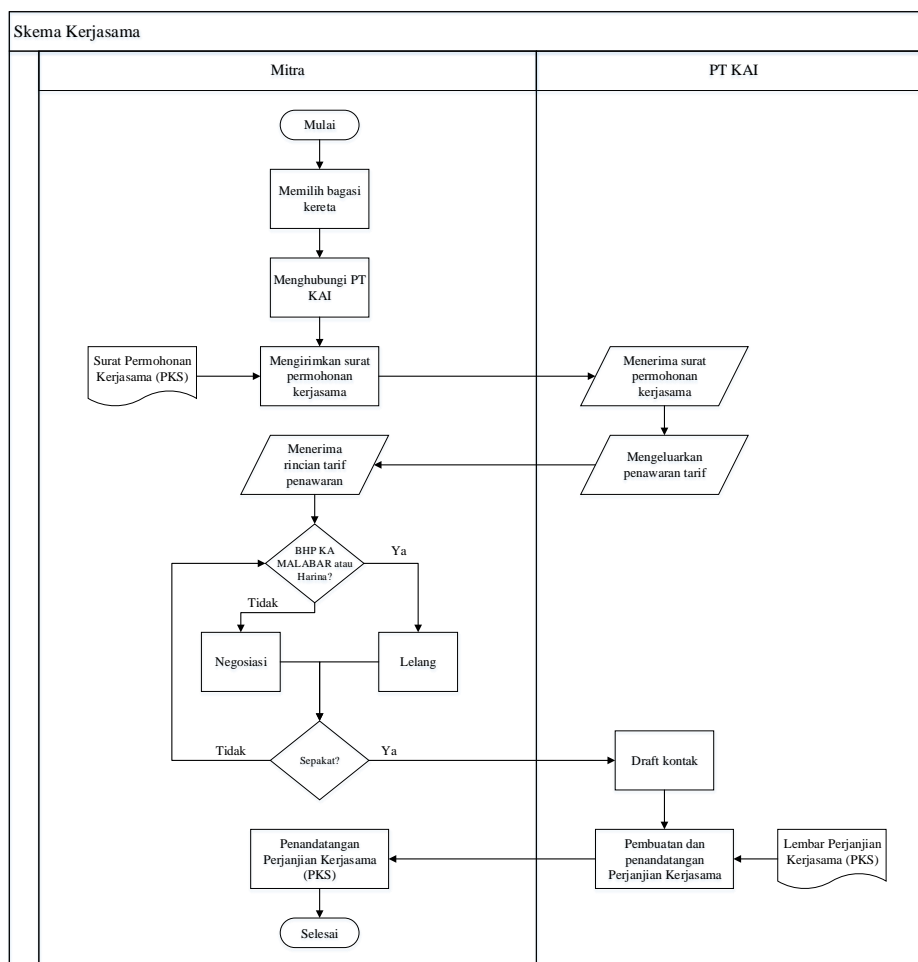 Skema Kerjasama
Mitra
PT KAI
Mulai
Memilih bagasi
kereta
Menghubungi PT
KAI
Surat Permohonan
Kerjasama (PKS)
Mengirimkan surat
permohonan
kerjasama
Menerima surat
permohonan
kerjasama
Menerima
rincian tarif
penawaran
Mengeluarkan
penawaran tarif
BHP KA
MALABAR atau
Harina?
Ya
Tidak
Negosiasi
Lelang
Tidak
Sepakat?
Ya
Draft kontak
Penandatangan
Perjanjian Kerjasama
(PKS)
Pembuatan dan
penandatangan
Perjanjian Kerjasama
Lembar Perjanjian
Kerjasama (PKS)
Selesai